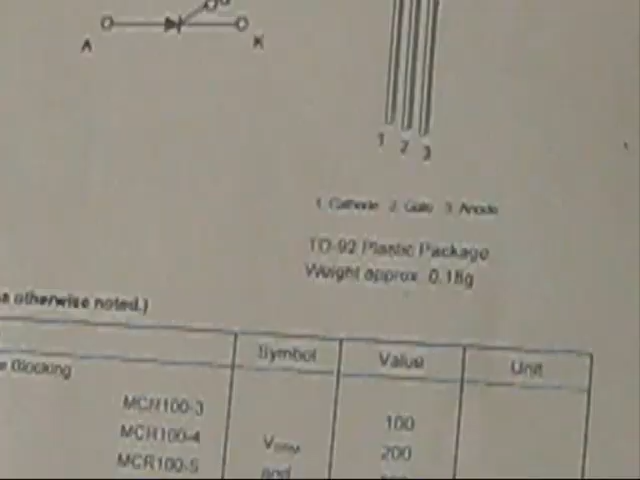 A K
1 2 3
1. Cathode 2. Gate 3. Anode
TO-92 Plastic Package
Weight approx. 0.18g
otherwise noted.)
Symbol Value Unit
Blocking
MCR100-3 100
MCR100-4 200
MCR100-5
and